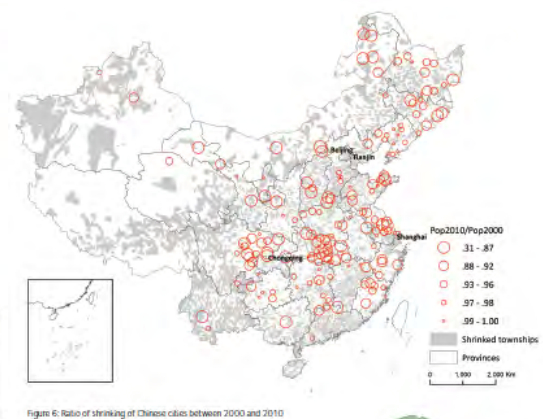 Beijing
Tianjin
Pop2010/Pop2000
Shanghai
.31 - .87
Chongqing
.88 - .92
.93 - .96
.97 - .98
.99 - 1.00
Shrinked townships
Provinces
0 1,000 2,000 Km
Figure 6: Ratio of shrinking of Chinese cities between 2000 and 2010